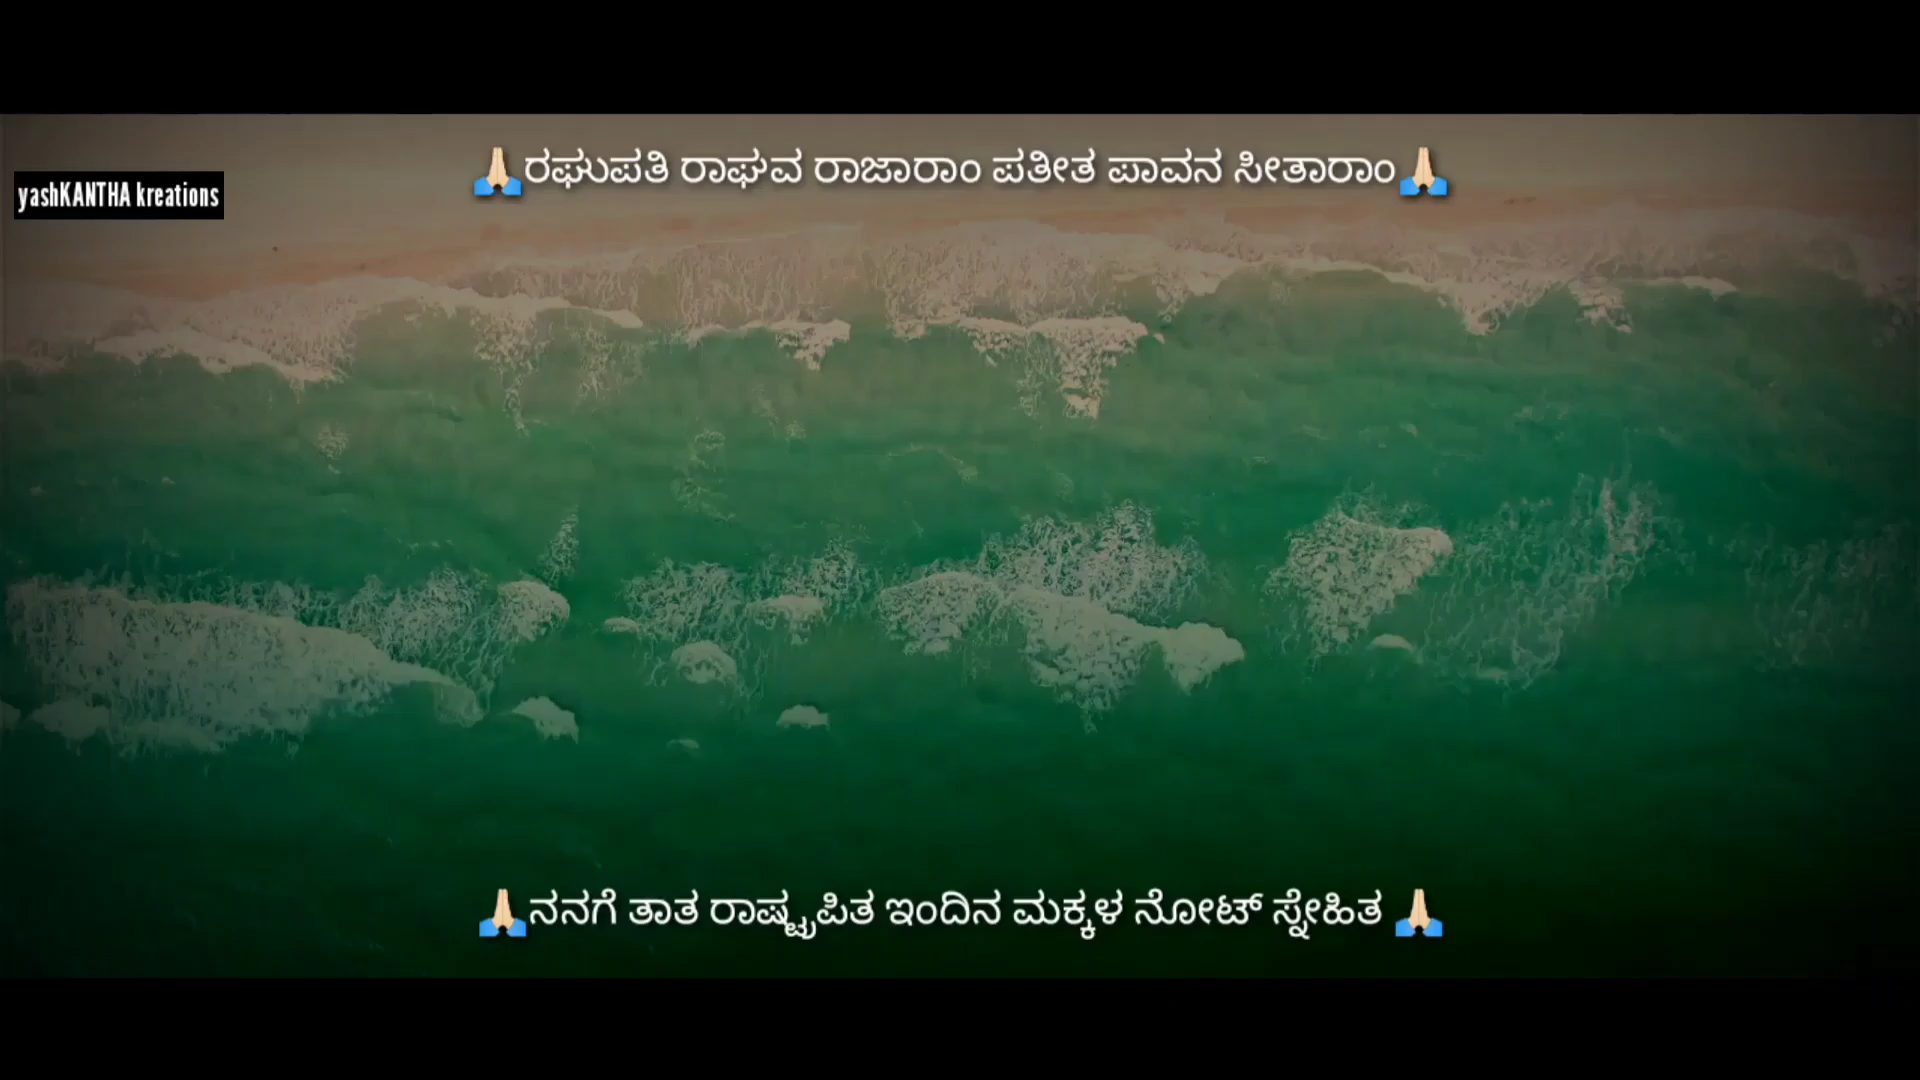 🙏🏻ರಘುಪತಿ ರಾಘವ ರಾಜಾರಾಂ ಪತೀತ ಪಾವನ ಸೀತಾರಾಂ🙏🏻
yashKANTHA kreations
🙏🏻ನನಗೆ ತಾತ ರಾಷ್ಟ್ರಪಿತ ಇಂದಿನ ಮಕ್ಕಳ ನೋಟ್ ಸ್ನೇಹಿತ 🙏🏻